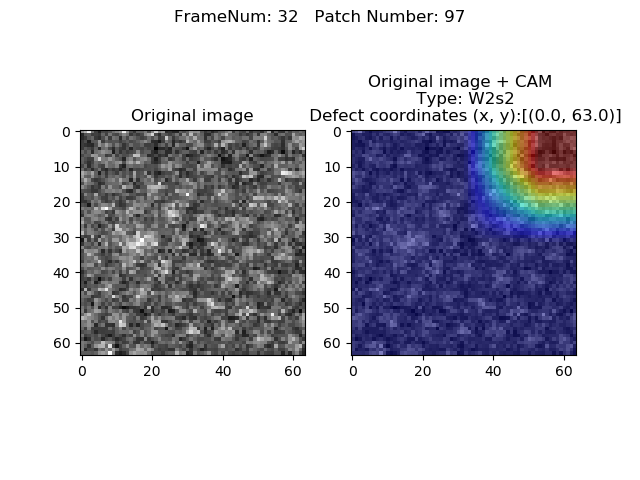 FrameNum: 32   Patch Number: 97
Original image
0
10
20
30
40
50
60
0 20 40 60
Original image + CAM
Type: W2s2
Defect coordinates (x, y):[(0.0, 63.0)]
0
10
20
30
40
50
60
0 20 40 60